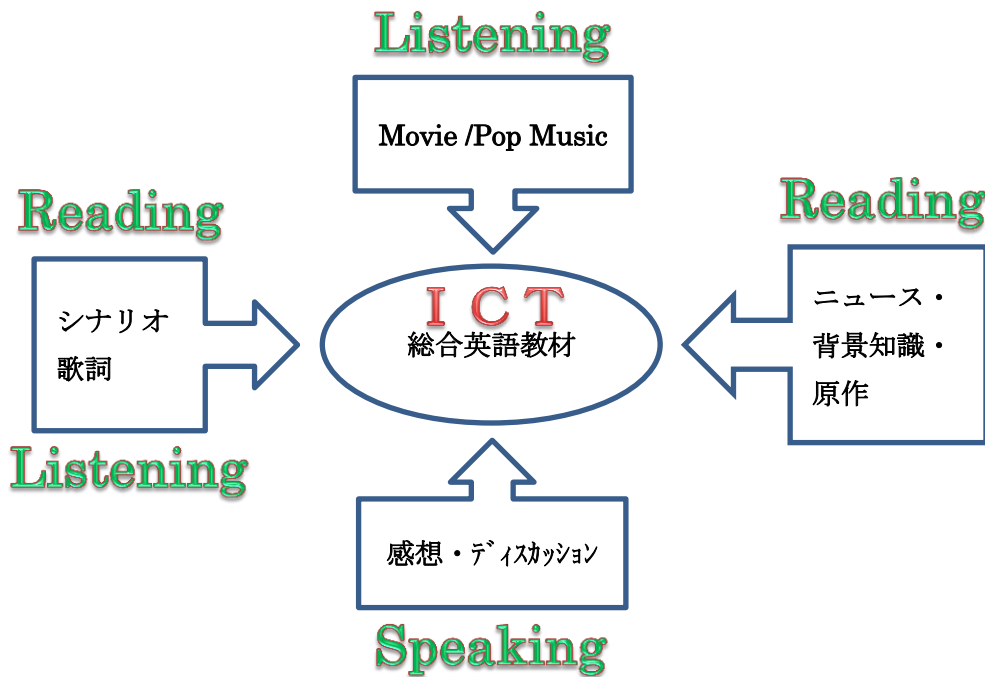 Listening
Movie /Pop Music
Reading
シナリオ
歌詞
Listening
ＩＣＴ
総合英語教材
Reading
ニュース・
背景知識・
原作
感想・ﾃﾞｨｽｶｯｼｮﾝ
Speaking